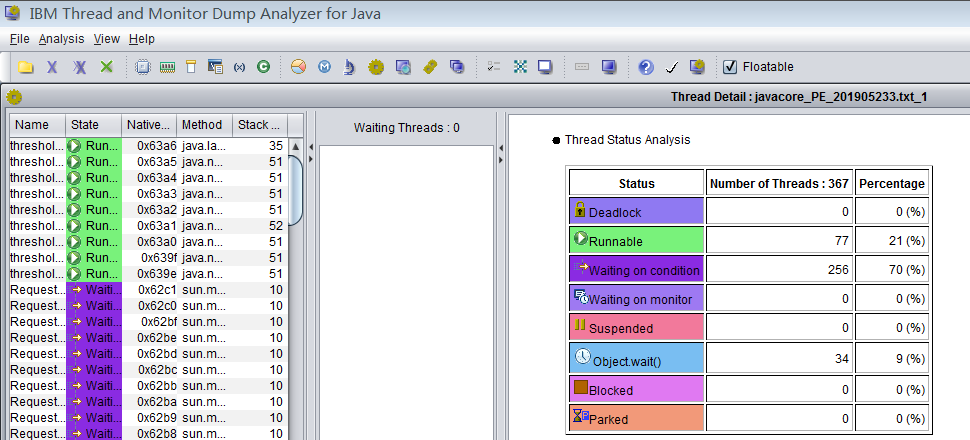 IBM Thread and Monitor Dump Analyzer for Java
File Analysis View Help
Floatable
Thread Detail : javacore_PE_201905233.txt_1
Name State Native... Method Stack ...
threshol... Run... 0x63a6 java.la... 35
threshol... Run... 0x63a5 java.n... 51
threshol... Run... 0x63a4 java.n... 51
threshol... Run... 0x63a3 java.n... 51
threshol... Run... 0x63a2 java.n... 51
threshol... Run... 0x63a1 java.n... 52
threshol... Run... 0x63a0 java.n... 51
threshol... Run... 0x639f java.n... 51
threshol... Run... 0x639e java.n... 51
Request... Waiti... 0x62c1 sun.m... 10
Request... Waiti... 0x62c0 sun.m... 10
Request... Waiti... 0x62bf sun.m... 10
Request... Waiti... 0x62be sun.m... 10
Request... Waiti... 0x62bd sun.m... 10
Request... Waiti... 0x62bc sun.m... 10
Request... Waiti... 0x62bb sun.m... 10
Request... Waiti... 0x62ba sun.m... 10
Request... Waiti... 0x62b9 sun.m... 10
Request... Waiti... 0x62b8 sun.m... 10
Waiting Threads : 0
Thread Status Analysis
Status Number of Threads : 367 Percentage
Deadlock 0 0 (%)
Runnable 77 21 (%)
Waiting on condition 256 70 (%)
Waiting on monitor 0 0 (%)
Suspended 0 0 (%)
Object.wait() 34 9 (%)
Blocked 0 0 (%)
Parked 0 0 (%)